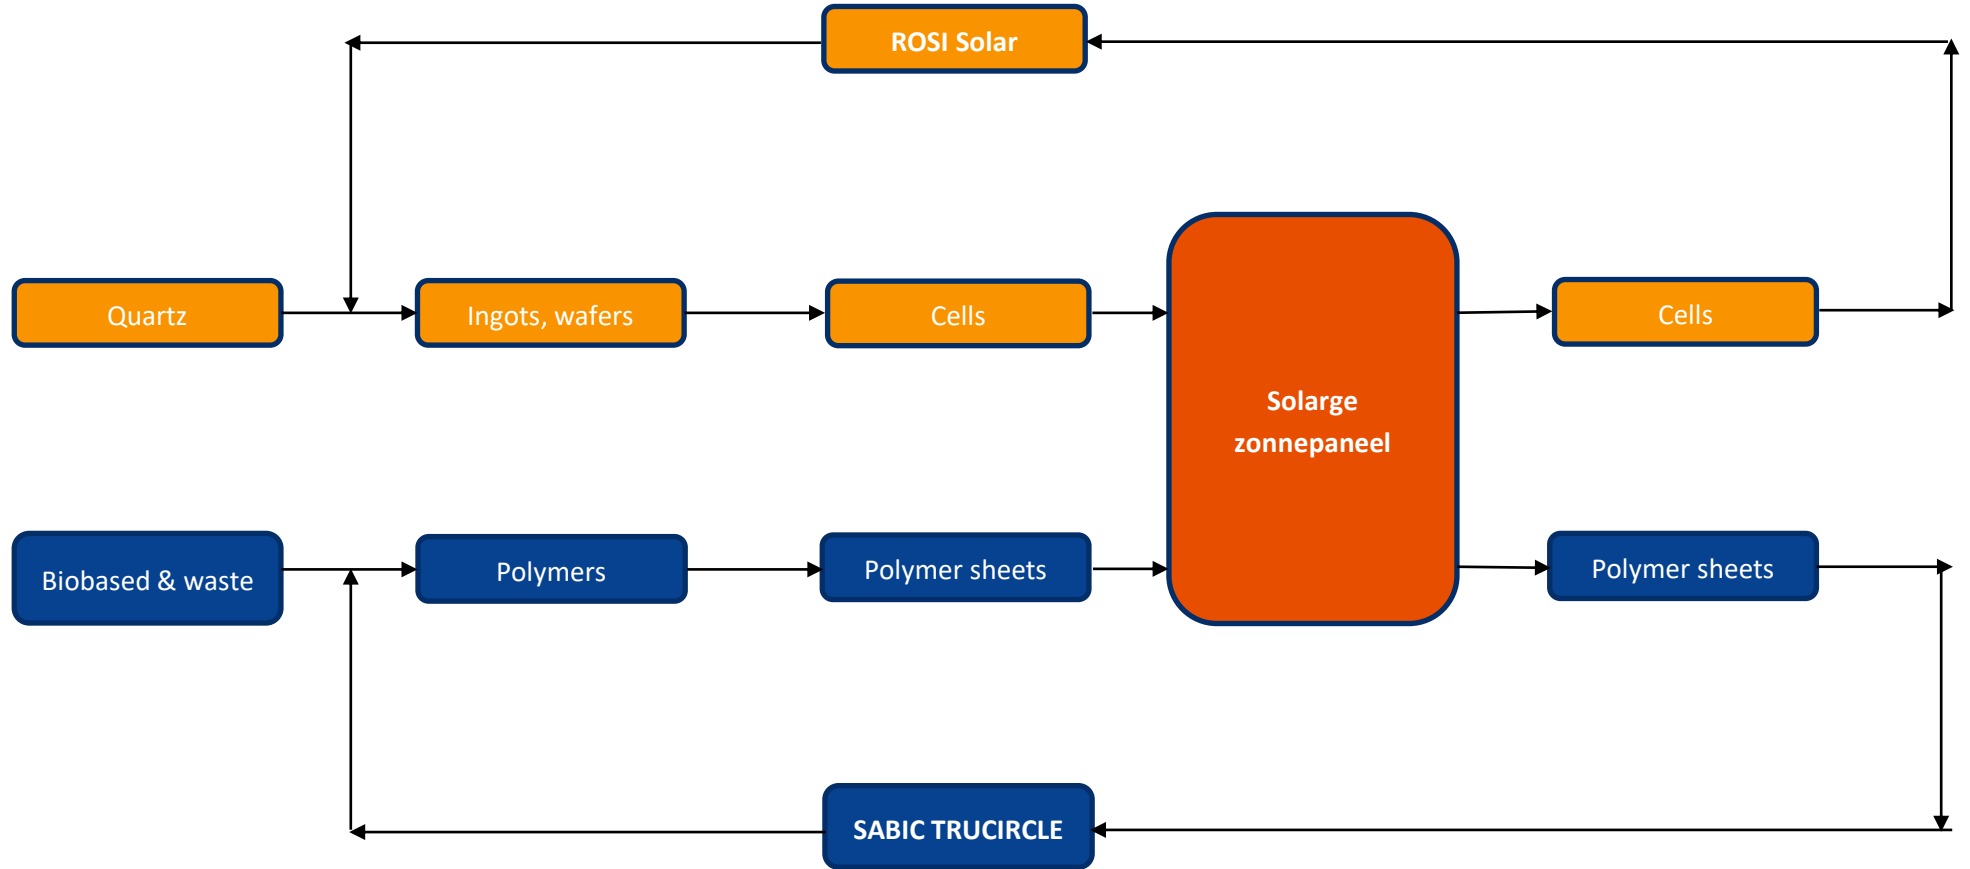 ROSI Solar
Quartz
Ingots, wafers
Cells
Solarge
zonnepaneel
Cells
Biobased & waste
Polymers
Polymer sheets
Polymer sheets
SABIC TRUCIRCLE